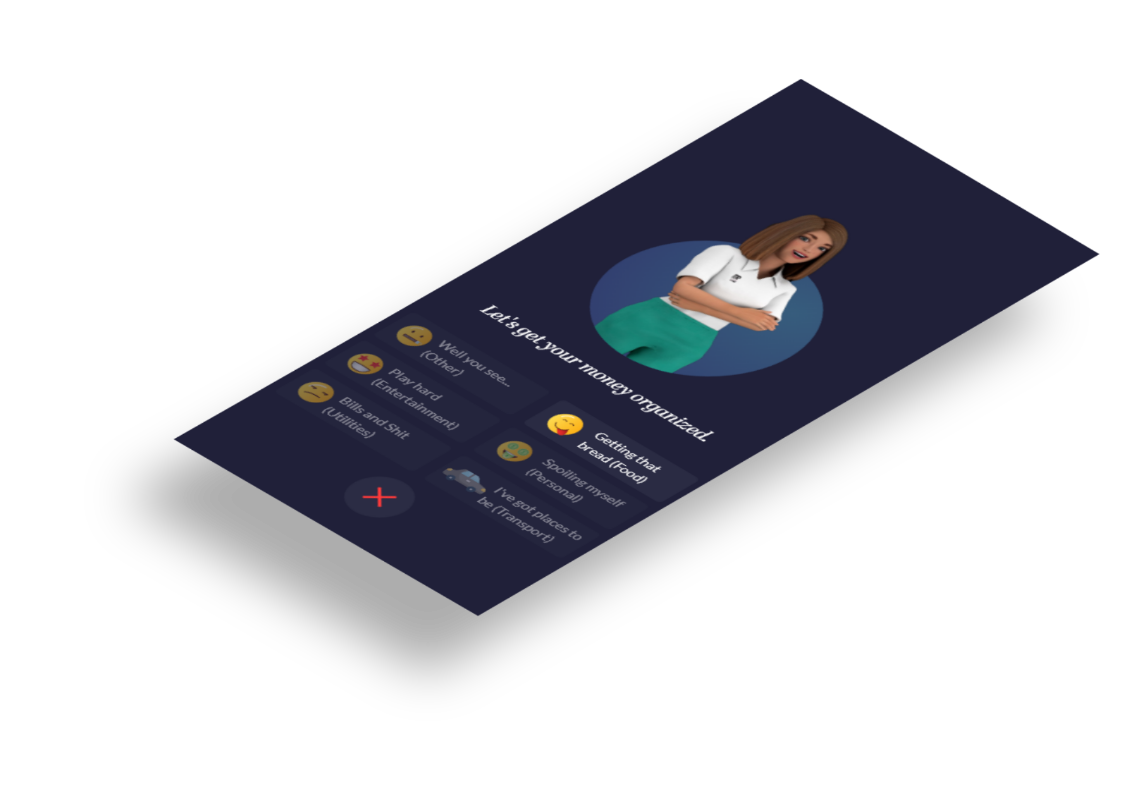 Let's get your money organized.
Well you see...
(Other)
Getting that
bread (Food)
Play hard
(Entertainment)
Spoiling myself
(Personal)
Bills and Shit
(Utilities)
I've got places to
be (Transport)